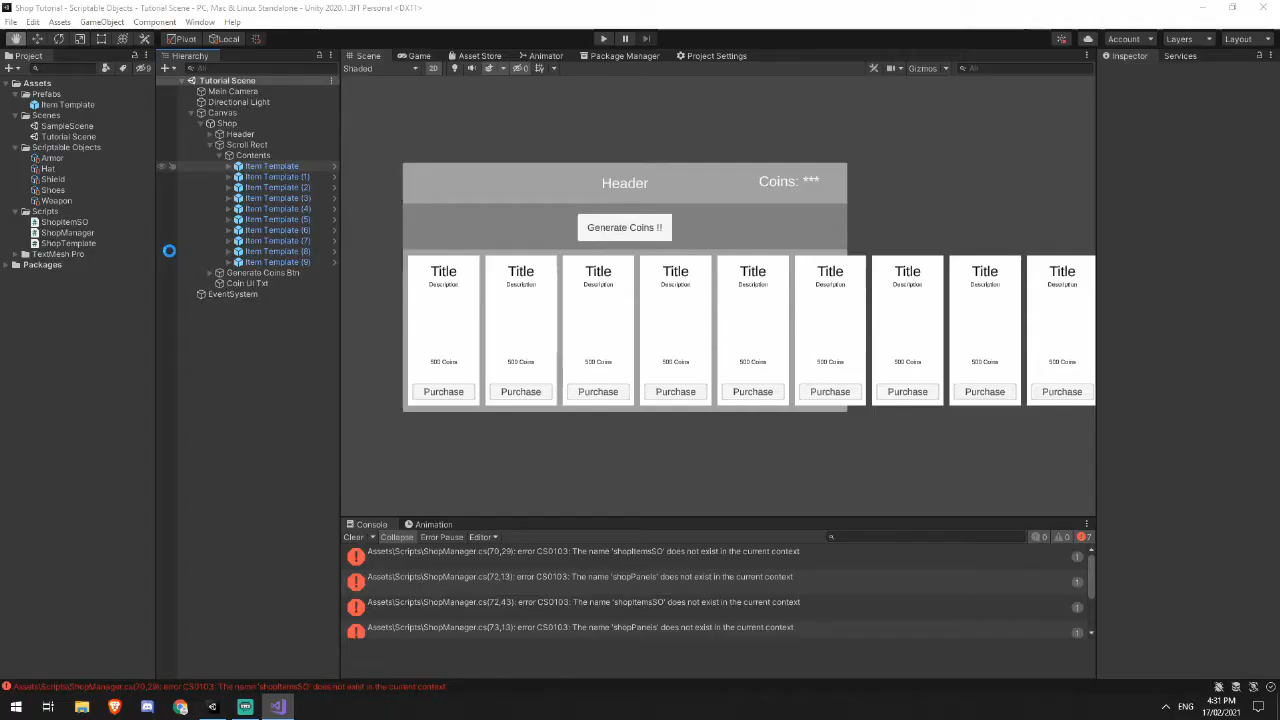 Shop Tutorial - Scriptable Objects - Tutorial Scene - PC, Mac & Linux Standalone - Unity 2020.1.3f1 Personal <DX11>
File Edit Assets GameObject Component Window Help
Pivot Local Account Layers Layout
Project Hierarchy Scene Game Asset Store Animator Package Manager Project Settings Inspector Services
9 All Shaded 2D 0 Gizmos All
Assets
Prefabs
Item Template
Scenes
SampleScene
Tutorial Scene
Scriptable Objects
Armor
Hat
Shield
Shoes
Weapon
Scripts
ShopItemSO
ShopManager
ShopTemplate
TextMesh Pro
Packages
Tutorial Scene
Main Camera
Directional Light
Canvas
Shop
Header
Scroll Rect
Contents
Item Template
Item Template (1)
Item Template (2)
Item Template (3)
Item Template (4)
Item Template (5)
Item Template (6)
Item Template (7)
Item Template (8)
Item Template (9)
Generate Coins Btn
Coin UI Txt
EventSystem
Header Coins: ***
Generate Coins !!
Title Title Title Title Title Title Title Title Title
Description Description Description Description Description Description Description Description Description
500 Coins 500 Coins 500 Coins 500 Coins 500 Coins 500 Coins 500 Coins 500 Coins 500 Coins
Purchase Purchase Purchase Purchase Purchase Purchase Purchase Purchase Purchase
Console Animation
Clear Collapse Error Pause Editor 0 0 7
Assets\Scripts\ShopManager.cs(70,29): error CS0103: The name 'shopItemsSO' does not exist in the current context 1
Assets\Scripts\ShopManager.cs(72,13): error CS0103: The name 'shopPanels' does not exist in the current context 1
Assets\Scripts\ShopManager.cs(72,43): error CS0103: The name 'shopItemsSO' does not exist in the current context 1
Assets\Scripts\ShopManager.cs(73,13): error CS0103: The name 'shopPanels' does not exist in the current context 1
Assets\Scripts\ShopManager.cs(70,29): error CS0103: The name 'shopItemsSO' does not exist in the current context
ENG 4:31 PM
17/02/2021